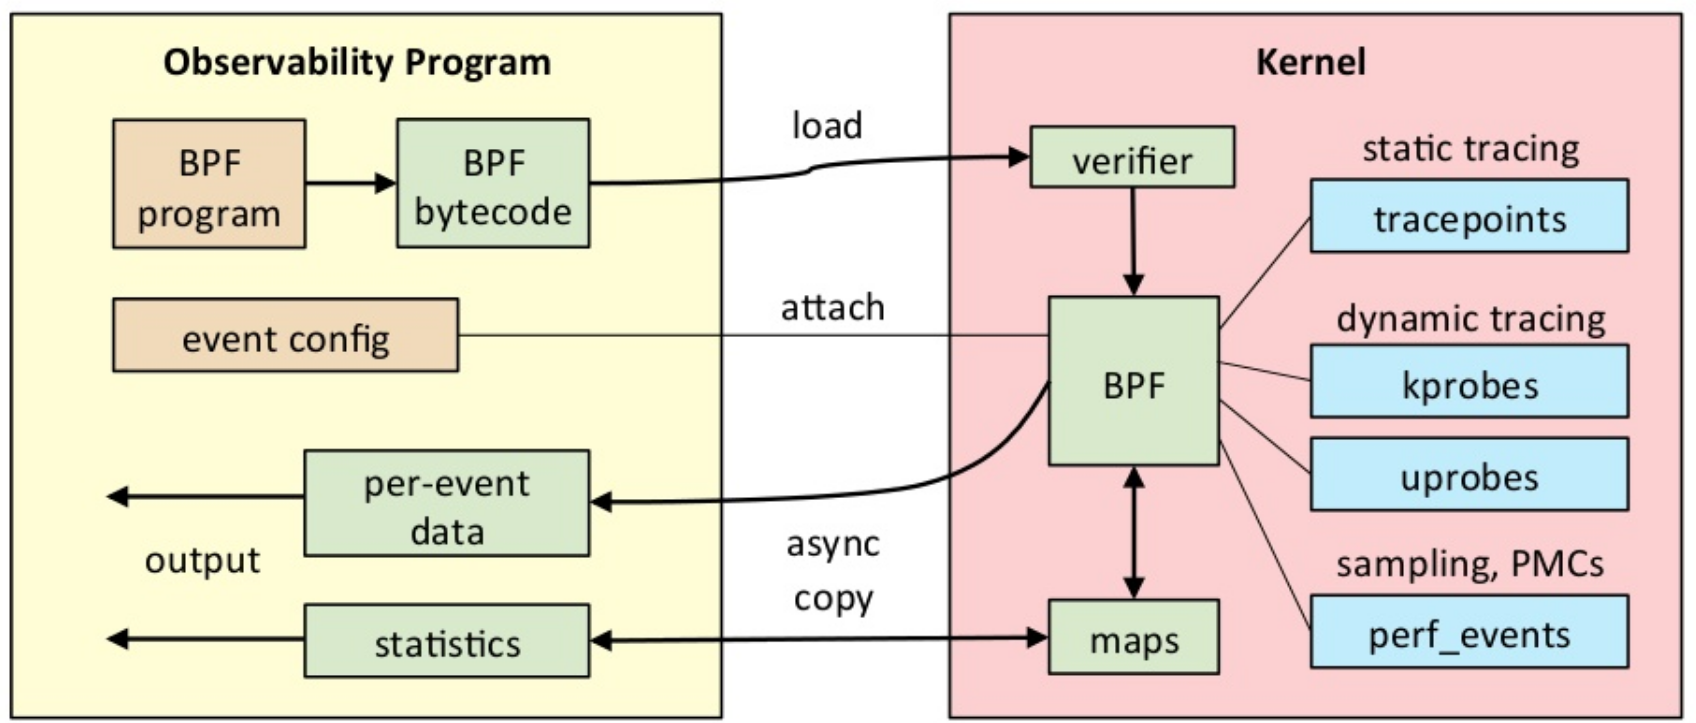 Observability Program
BPF
program
BPF
bytecode
event config
per-event
data
output
statistics
load
attach
async
copy
Kernel
verifier
BPF
maps
static tracing
tracepoints
dynamic tracing
kprobes
uprobes
sampling, PMCs
perf_events